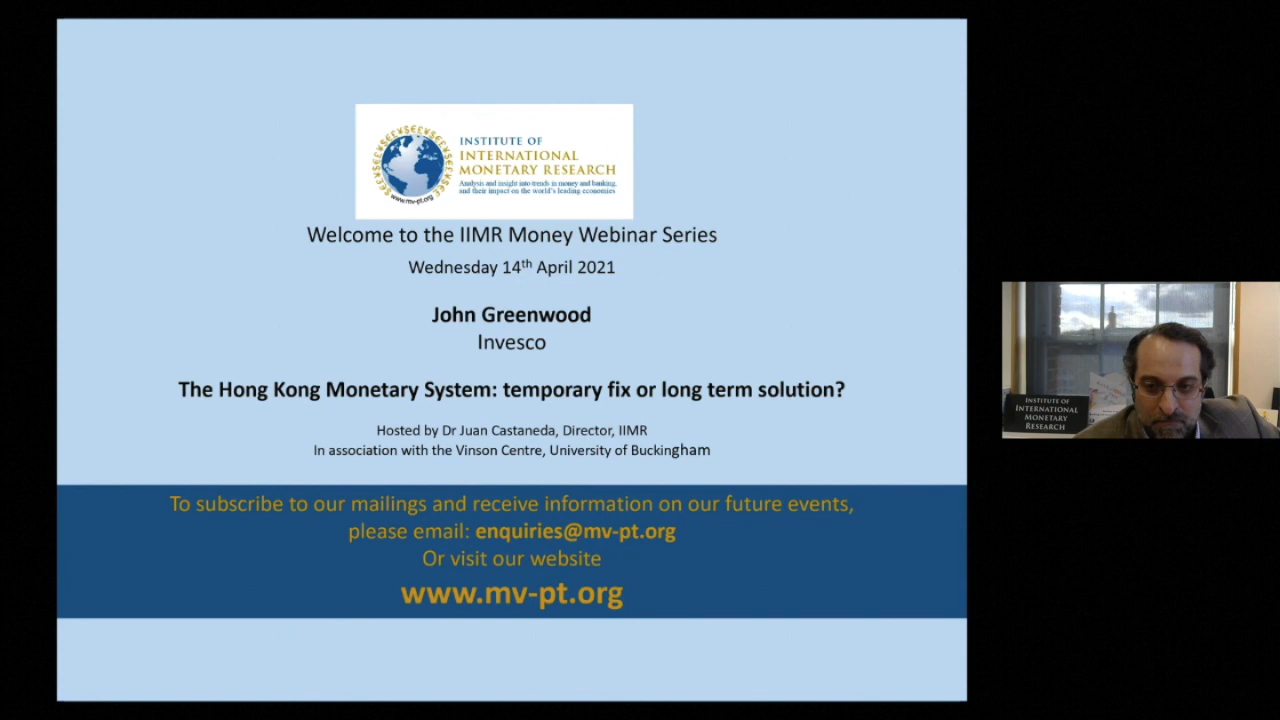 INSTITUTE OF
INTERNATIONAL
MONETARY RESEARCH
Analysis and insight into trends in money and banking,
and their impact on the world's leading economies
www.mv-pt.org
Welcome to the IIMR Money Webinar Series
Wednesday 14th April 2021
John Greenwood
Invesco
The Hong Kong Monetary System: temporary fix or long term solution?
Hosted by Dr Juan Castaneda, Director, IIMR
In association with the Vinson Centre, University of Buckingham
To subscribe to our mailings and receive information on our future events,
please email: enquiries@mv-pt.org
Or visit our website
www.mv-pt.org
INSTITUTE OF
INTERNATIONAL
MONETARY
RESEARCH